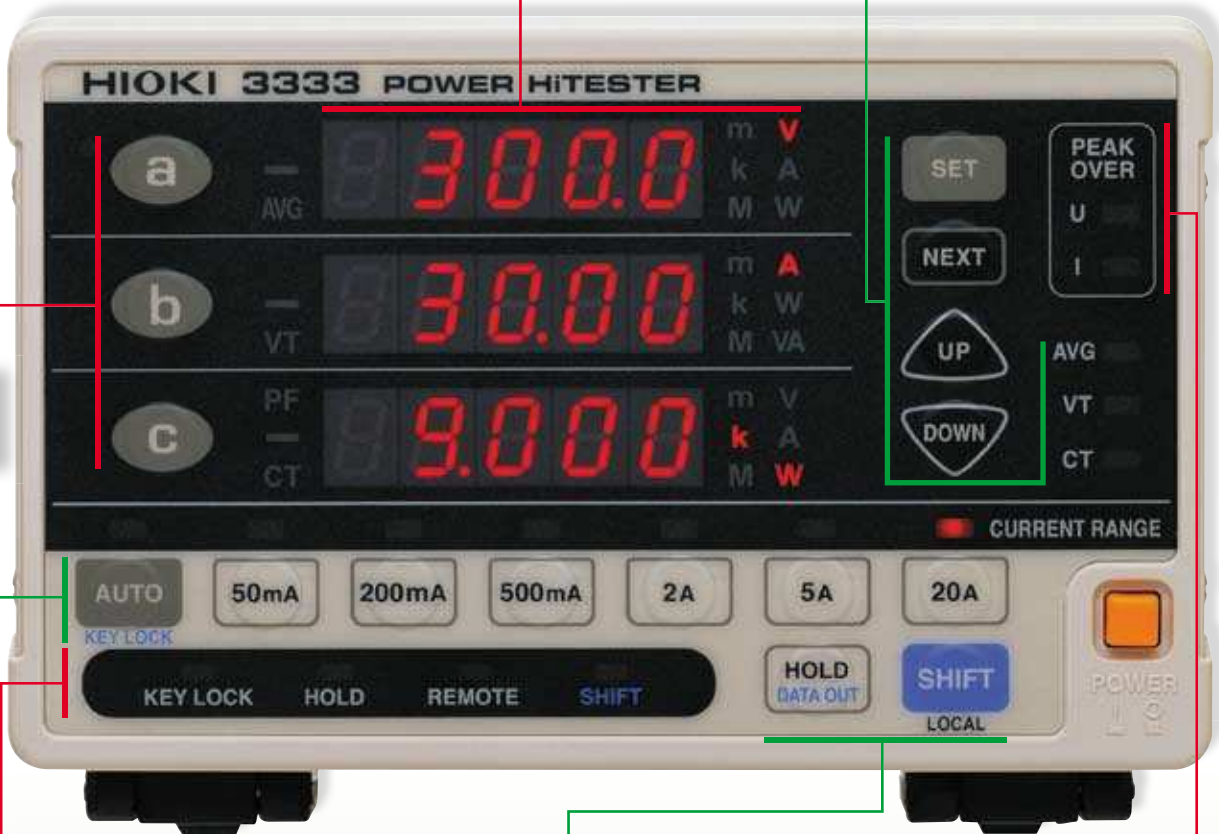 HIOKI 3333 POWER HiTESTER
a
AVG
300.0
m V
k A
M W
b
VT
30.00
m A
k W
M VA
c
PF
CT
9.000
m V
k A
M W
SET
NEXT
UP
DOWN
PEAK
OVER
U
I
AVG
VT
CT
CURRENT RANGE
AUTO 50mA 200mA 500mA 2A 5A 20A
KEY LOCK
KEY LOCK HOLD REMOTE SHIFT
HOLD
DATA OUT
SHIFT
LOCAL
POWER